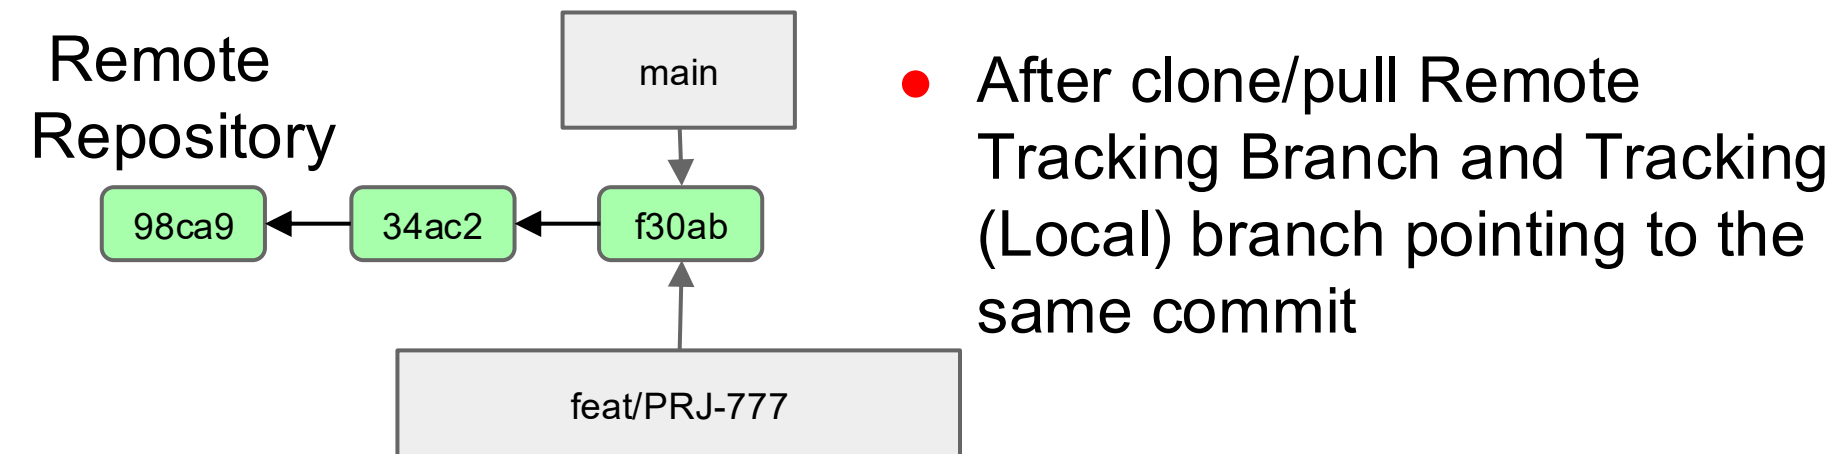 Remote
Repository
main
98ca9
34ac2
f30ab
feat/PRJ-777
● After clone/pull Remote
Tracking Branch and Tracking
(Local) branch pointing to the
same commit